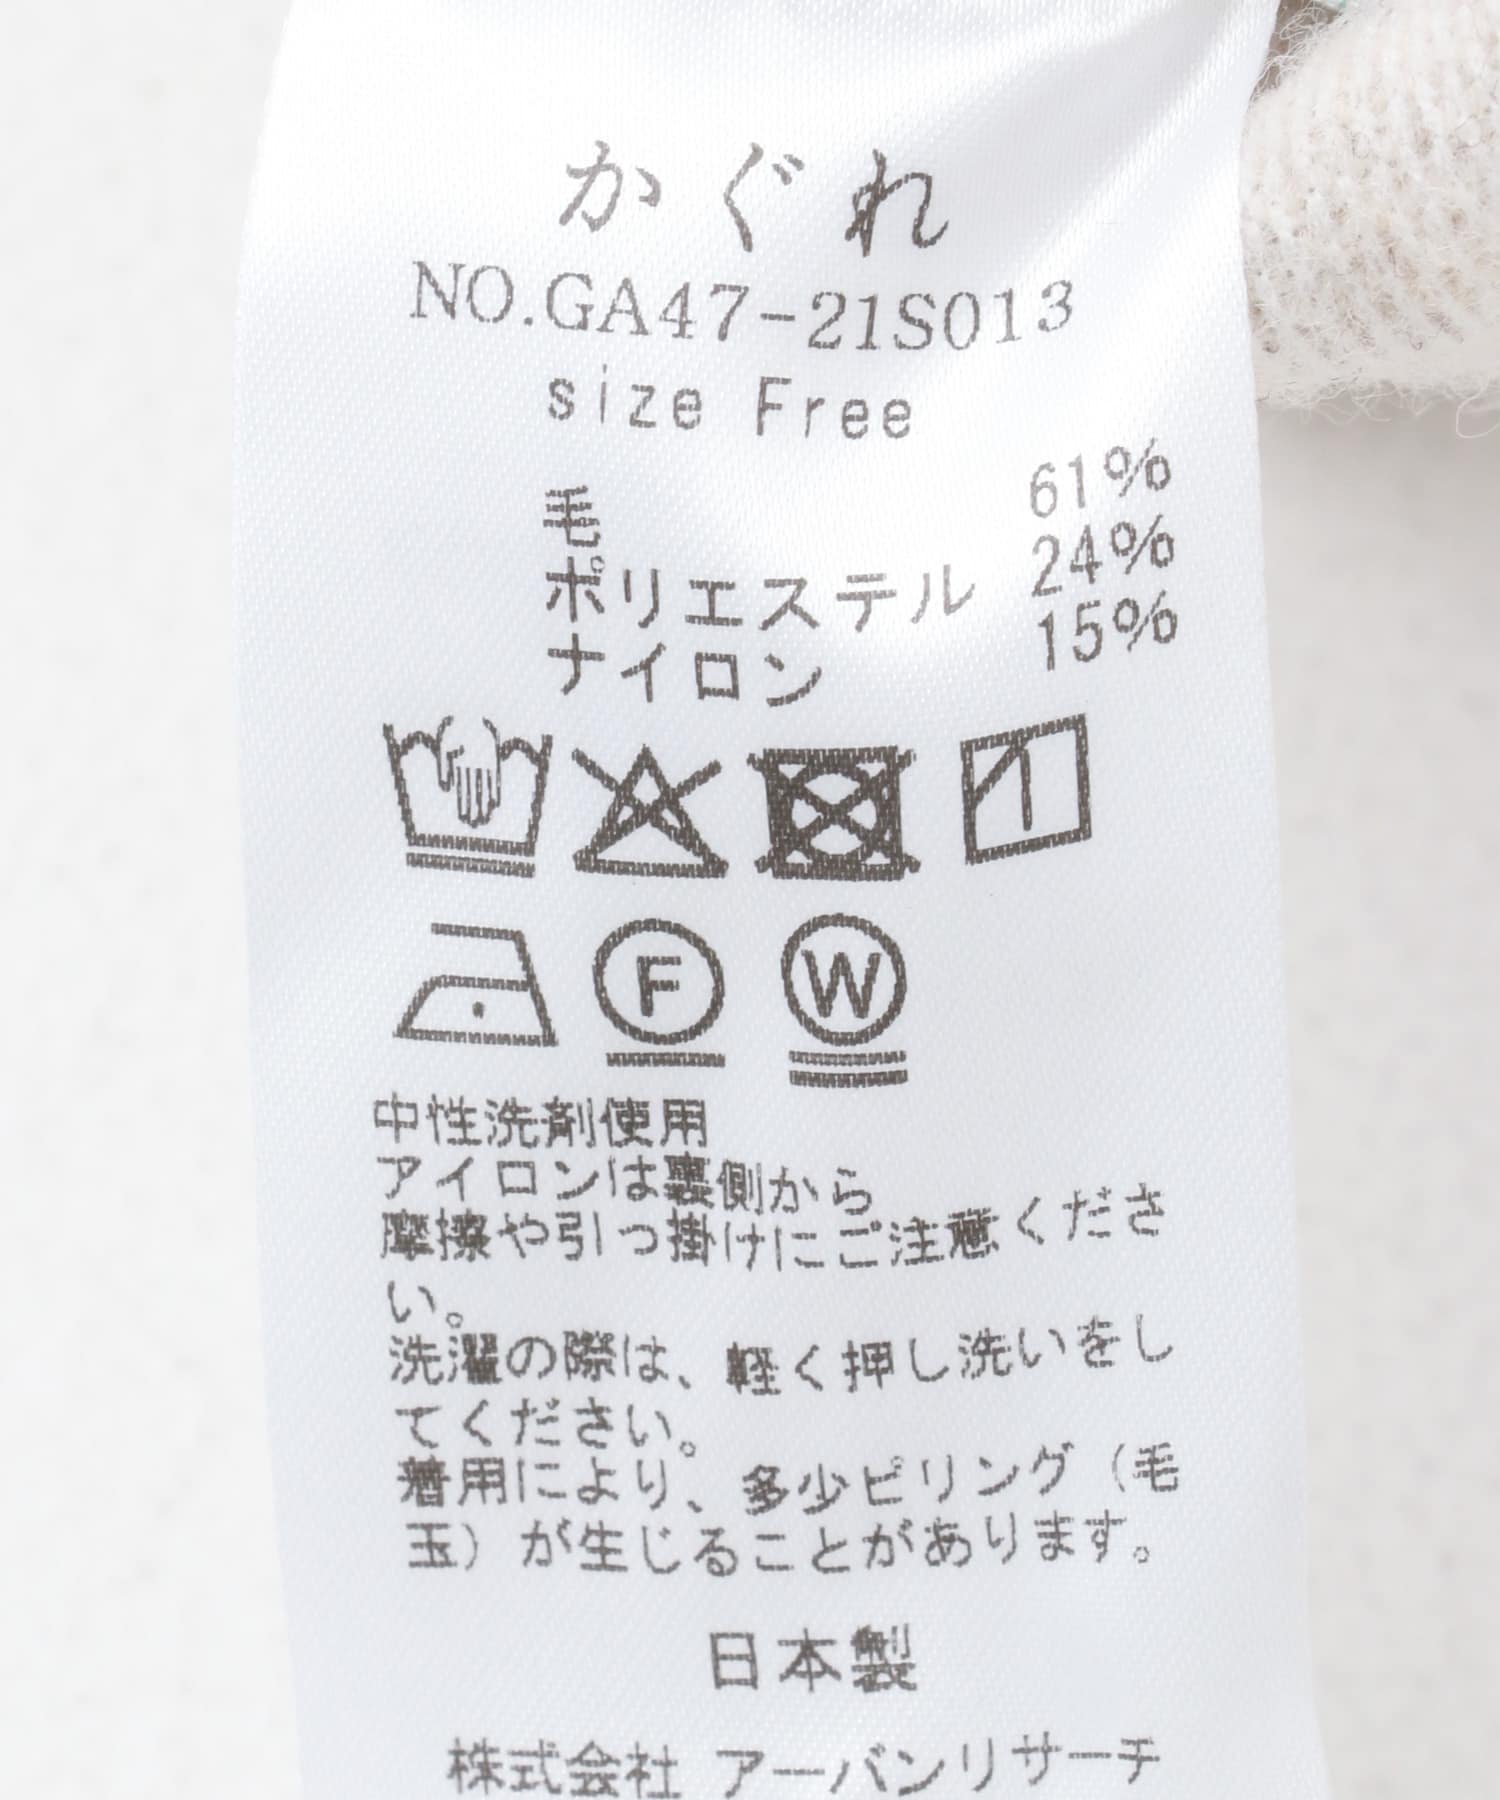 かぐれ
NO.GA47-21S013
size Free
毛 61%
ポリエステル 24%
ナイロン 15%
F W
中性洗剤使用
アイロンは裏側から
摩擦や引っ掛けにご注意くださ
い。
洗濯の際は、軽く押し洗いをし
てください。
着用により、多少ピリング（毛
玉）が生じることがあります。
日本製
株式会社 アーバンリサーチ